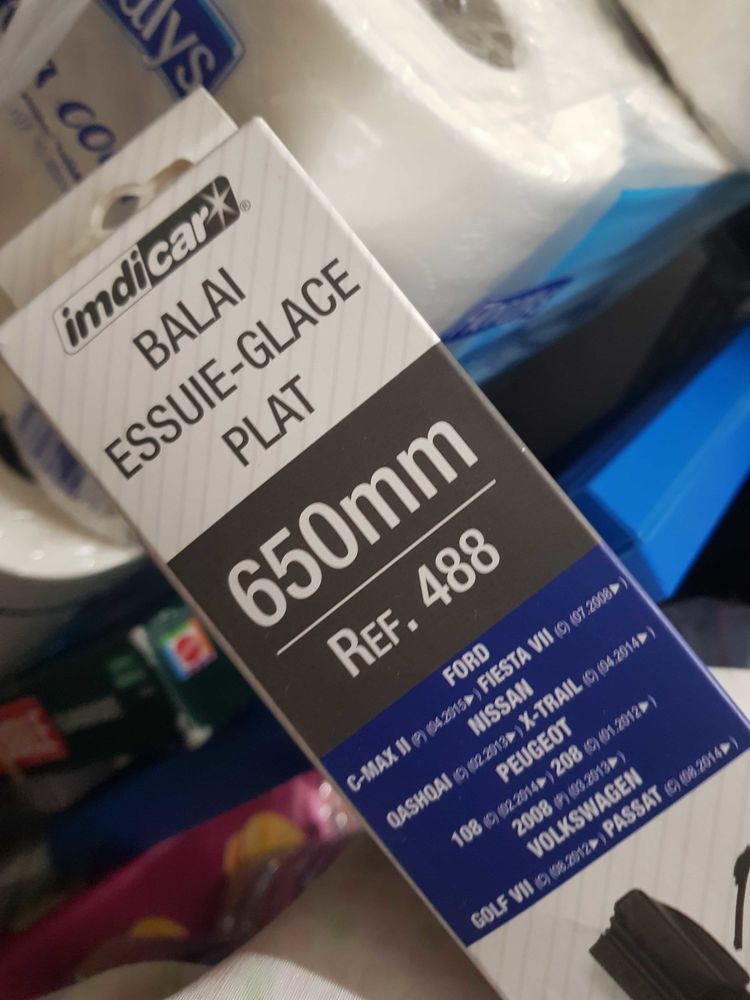 imdicar®
BALAI
ESSUIE-GLACE
PLAT
650mm
REF. 488
FORD
C-MAX II (P) (04.2015▶) FIESTA VII (C) (07.2008▶)
NISSAN
QASHQAI (C) (02.2013▶) X-TRAIL (C) (04.2014▶)
PEUGEOT
108 (C) (02.2014▶) 208 (C) (01.2012▶)
2008 (P) (03.2013▶)
VOLKSWAGEN
GOLF VII (C) (08.2012▶) PASSAT (C) (08.2014▶)